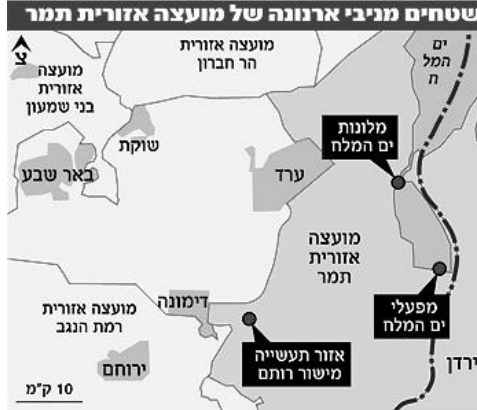 שטחים מניבי ארנונה של מועצה אזורית תמר
צ
מועצה
אזורית
בני שמעון
מועצה אזורית
הר חברון
ים
המל
ח
מלונות
ים המלח
שוקת
באר שבע
ערד
מועצה
אזורית
תמר
דימונה
מועצה אזורית
רמת הנגב
מפעלי
ים המלח
אזור תעשייה
מישור רותם
ירוחם
ירדן
10 ק"מ